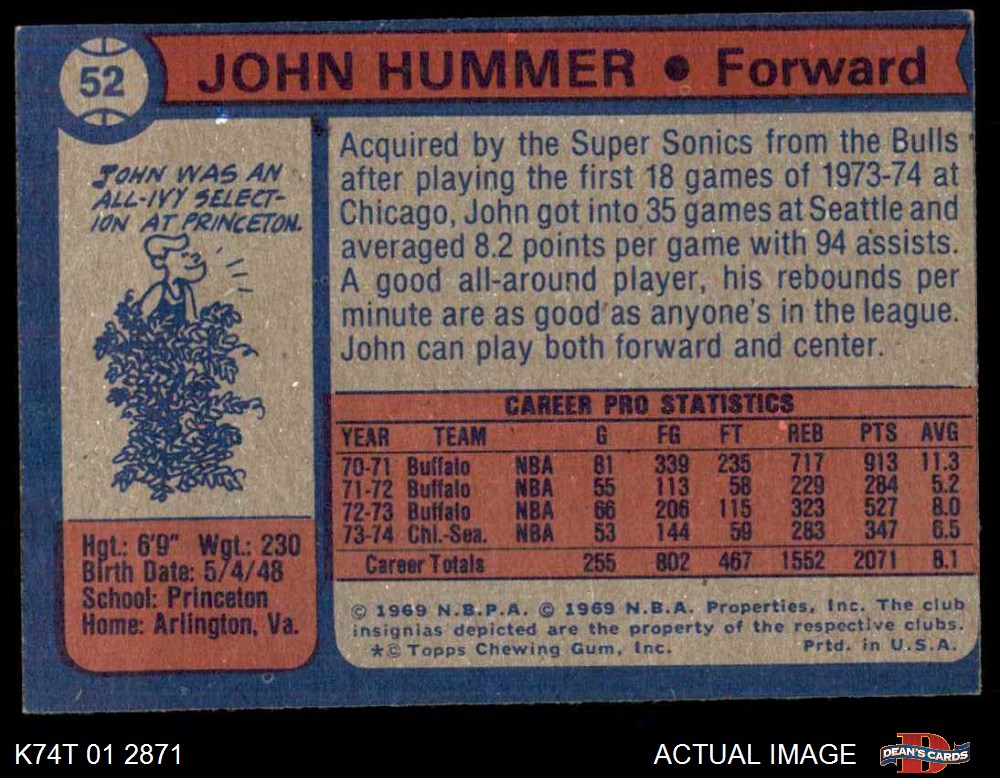 52
JOHN HUMMER • Forward
JOHN WAS AN
ALL-IVY SELECT-
ION AT PRINCETON.
Hgt.: 6'9" Wgt.: 230
Birth Date: 5/4/48
School: Princeton
Home: Arlington, Va.
Acquired by the Super Sonics from the Bulls
after playing the first 18 games of 1973-74 at
Chicago, John got into 35 games at Seattle and
averaged 8.2 points per game with 94 assists.
A good all-around player, his rebounds per
minute are as good as anyone's in the league.
John can play both forward and center.
CAREER PRO STATISTICS
YEAR TEAM G FG FT REB PTS AVG
70-71 Buffalo NBA 81 339 235 717 913 11.3
71-72 Buffalo NBA 55 113 58 229 284 5.2
72-73 Buffalo NBA 66 206 115 323 527 8.0
73-74 Chi.-Sea. NBA 53 144 59 283 347 6.5
Career Totals 255 802 467 1552 2071 8.1
© 1969 N.B.P.A. © 1969 N.B.A. Properties, Inc. The club
insignias depicted are the property of the respective clubs.
*© Topps Chewing Gum, Inc. Prtd. in U.S.A.
K74T 01 2871
ACTUAL IMAGE
D
DEAN'S CARDS